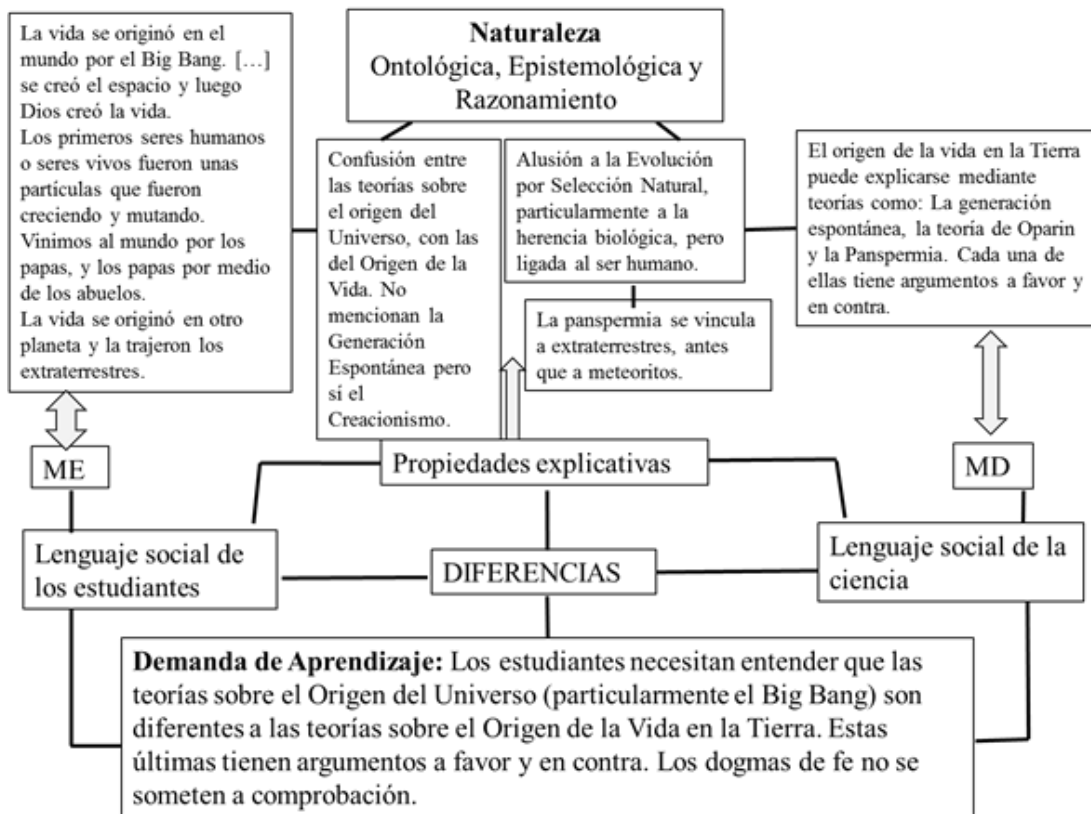 La vida se originó en el
mundo por el Big Bang. […]
se creó el espacio y luego
Dios creó la vida.
Los primeros seres humanos
o seres vivos fueron unas
partículas que fueron
creciendo y mutando.
Vinimos al mundo por los
papas, y los papas por medio
de los abuelos.
La vida se originó en otro
planeta y la trajeron los
extraterrestres.
Naturaleza
Ontológica, Epistemológica y
Razonamiento
Confusión entre
las teorías sobre
el origen del
Universo, con las
del Origen de la
Vida. No
mencionan la
Generación
Espontánea pero
sí el
Creacionismo.
Alusión a la Evolución
por Selección Natural,
particularmente a la
herencia biológica, pero
ligada al ser humano.
La panspermia se vincula
a extraterrestres, antes
que a meteoritos.
El origen de la vida en la Tierra
puede explicarse mediante
teorías como: La generación
espontánea, la teoría de Oparin
y la Panspermia. Cada una de
ellas tiene argumentos a favor y
en contra.
ME
Propiedades explicativas
MD
Lenguaje social de
los estudiantes
DIFERENCIAS
Lenguaje social de la
ciencia
Demanda de Aprendizaje: Los estudiantes necesitan entender que las
teorías sobre el Origen del Universo (particularmente el Big Bang) son
diferentes a las teorías sobre el Origen de la Vida en la Tierra. Estas
últimas tienen argumentos a favor y en contra. Los dogmas de fe no se
someten a comprobación.